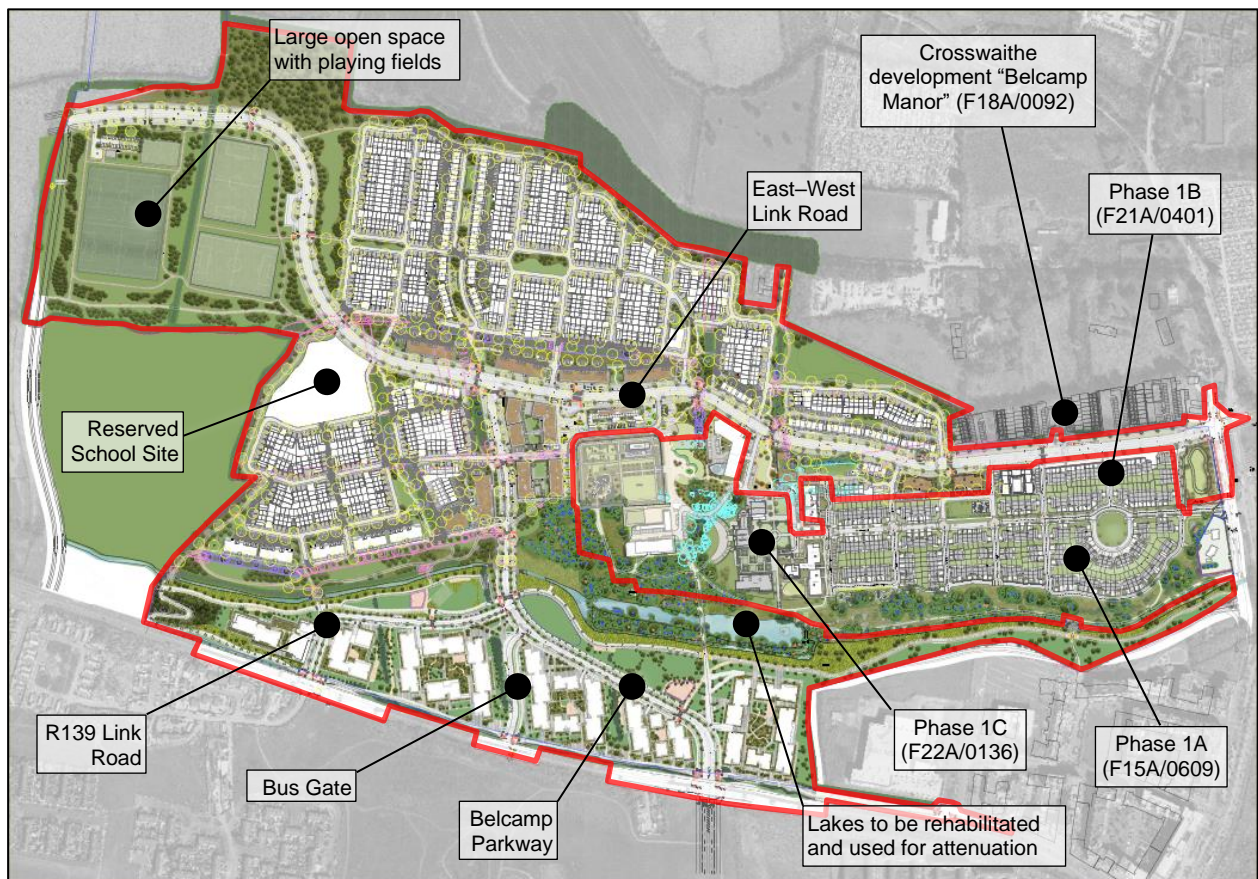 Large open space
with playing fields
Crosswaithe
development “Belcamp
Manor” (F18A/0092)
East–West
Link Road
Phase 1B
(F21A/0401)
Reserved
School Site
R139 Link
Road
Bus Gate
Belcamp
Parkway
Phase 1C
(F22A/0136)
Phase 1A
(F15A/0609)
Lakes to be rehabilitated
and used for attenuation